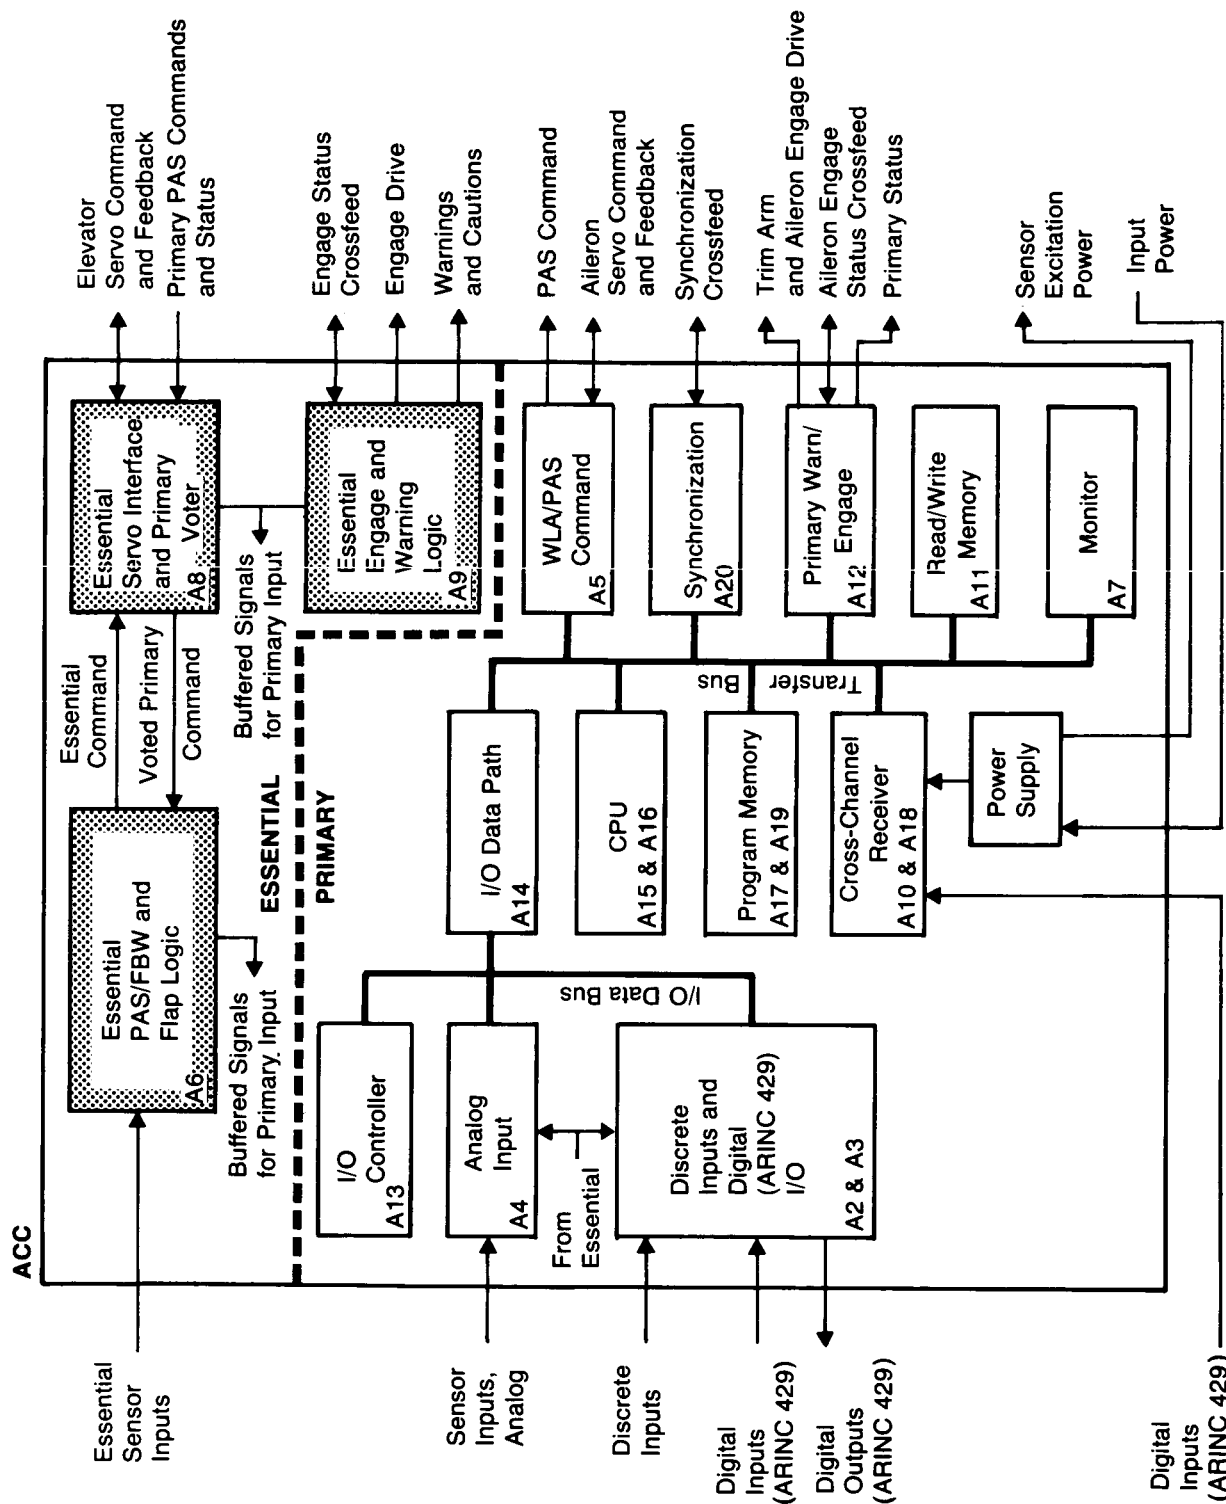 ACC
Essential
Sensor
Inputs
Essential
PAS/FBW and
Flap Logic
A6
Buffered Signals
for Primary Input
Essential
Command
Voted Primary
Command
Essential
Servo Interface
and Primary
Voter
A8
Elevator
Servo Command
and Feedback
Primary PAS Commands
and Status
Buffered Signals
for Primary Input
Essential
Engage and
Warning
Logic
A9
Engage Status
Crossfeed
Engage Drive
Warnings
and Cautions
ESSENTIAL
PRIMARY
I/O
Controller
A13
Sensor
Inputs,
Analog
Analog
Input
A4
From
Essential
Discrete
Inputs
Digital
Inputs
(ARINC 429)
Digital
Outputs
(ARINC 429)
Discrete
Inputs and
Digital
(ARINC 429)
I/O
A2 & A3
I/O Data Bus
I/O Data Path
A14
CPU
A15 & A16
Program Memory
A17 & A19
Cross-Channel
Receiver
A10 & A18
Power
Supply
Transfer
Bus
WLA/PAS
Command
A5
PAS Command
Aileron
Servo Command
and Feedback
Synchronization
A20
Synchronization
Crossfeed
Primary Warn/
Engage
A12
Trim Arm
and Aileron Engage Drive
Aileron Engage
Status Crossfeed
Primary Status
Read/Write
Memory
A11
Monitor
A7
Sensor
Excitation
Power
Input
Power
Digital
Inputs
(ARINC 429)